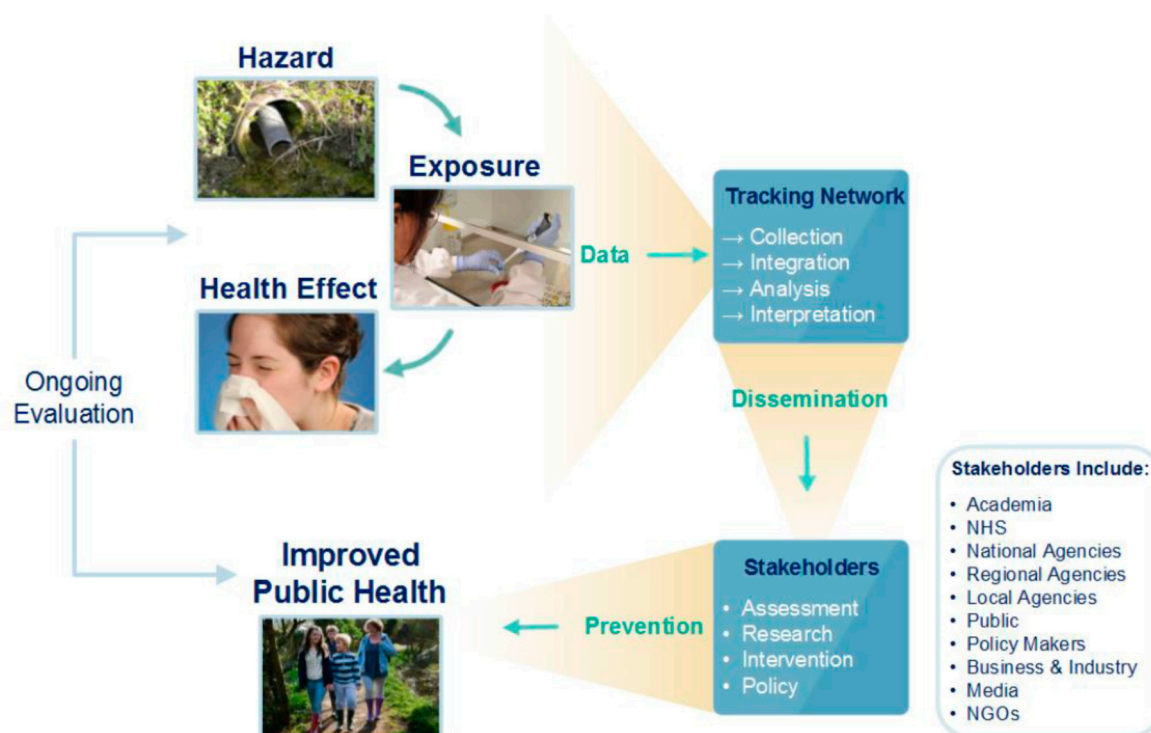 Hazard
Exposure
Health Effect
Ongoing
Evaluation
Data
Tracking Network
→ Collection
→ Integration
→ Analysis
→ Interpretation
Dissemination
Stakeholders
• Assessment
• Research
• Intervention
• Policy
Prevention
Improved
Public Health
Stakeholders Include:
• Academia
• NHS
• National Agencies
• Regional Agencies
• Local Agencies
• Public
• Policy Makers
• Business & Industry
• Media
• NGOs